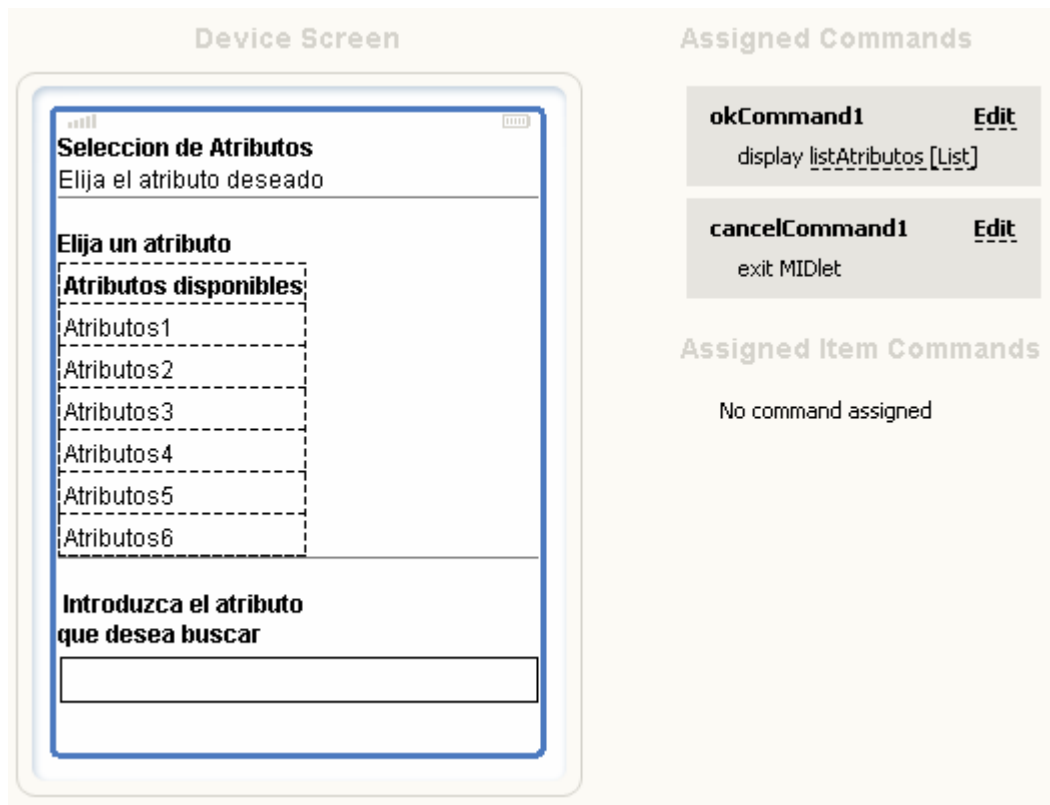 Device Screen
Seleccion de Atributos
Elija el atributo deseado
Elija un atributo
Atributos disponibles
Atributos1
Atributos2
Atributos3
Atributos4
Atributos5
Atributos6
Introduzca el atributo
que desea buscar
Assigned Commands
okCommand1 Edit
display listAtributos [List]
cancelCommand1 Edit
exit MIDlet
Assigned Item Commands
No command assigned